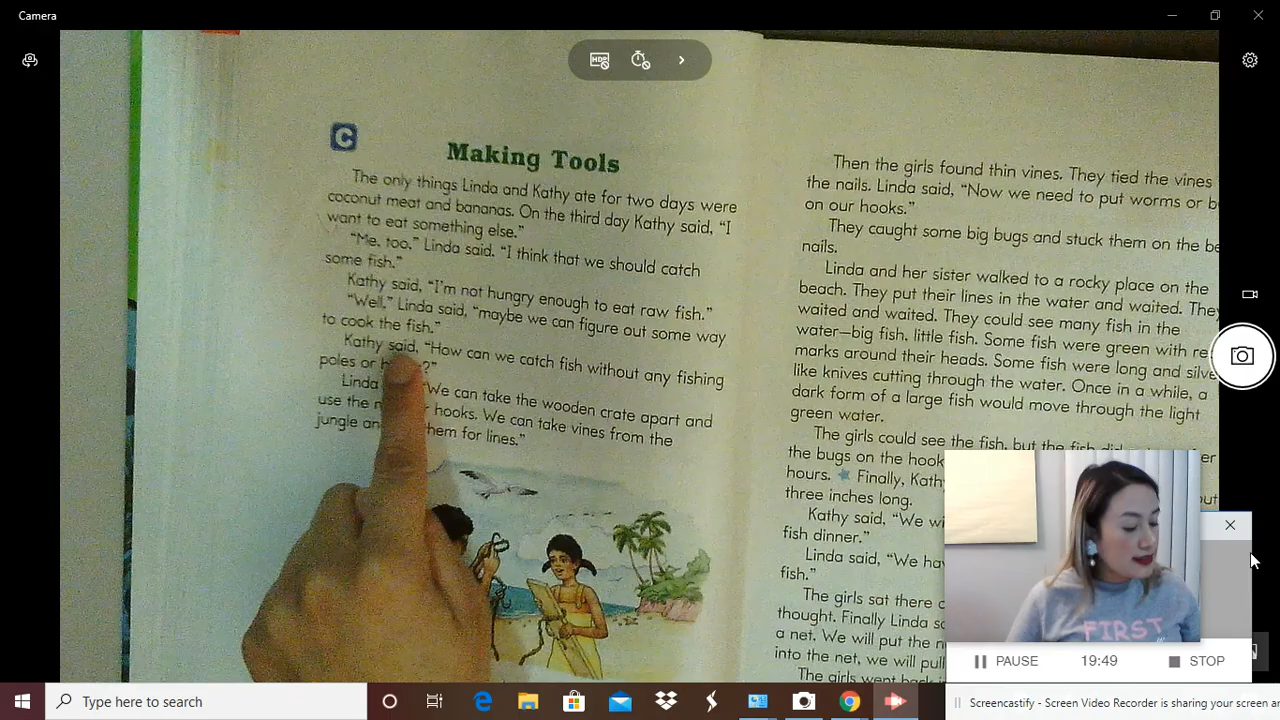 Camera
C
Making Tools
The only things Linda and Kathy ate for two days were
coconut meat and bananas. On the third day Kathy said, "I
want to eat something else."
"Me, too," Linda said. "I think that we should catch
some fish."
Kathy said, "I'm not hungry enough to eat raw fish."
"Well," Linda said, "maybe we can figure out some way
to cook the fish."
Kathy said, "How can we catch fish without any fishing
poles or
Linda "We can take the wooden crate apart and
use the hooks. We can take vines from the
jungle them for lines."
Then the girls found thin vines. They tied the vines
the nails. Linda said, "Now we need to put worms or
on our hooks."
They caught some big bugs and stuck them on the
nails.
Linda and her sister walked to a rocky place on the
beach. They put their lines in the water and waited. They
waited and waited. They could see many fish in the
water—big fish, little fish. Some fish were green with
marks around their heads. Some fish were long and
like knives cutting through the water. Once in a while, a
dark form of a large fish would move through the light
green water.
The girls could see the fish, but the fish
the bugs on the
hours. Finally,
three inches long.
Kathy said, "We
fish dinner."
Linda said, "We
fish."
The girls sat there
thought. Finally Linda
a net. We will put the
into the net, we will
The girls went back
FIRST
PAUSE 19:49 STOP
Type here to search
Screencastify - Screen Video Recorder is sharing your screen